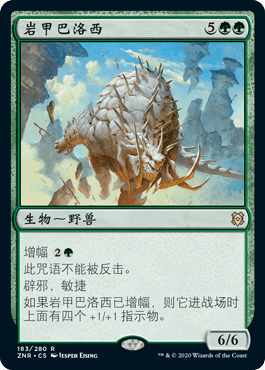 岩甲巴洛西 5
生物～野兽
增幅 2
此咒语不能被反击。
辟邪，敏捷
如果岩甲巴洛西已增幅，则它进战场时
上面有四个 +1/+1 指示物。
6/6
183/280 R
ZNR • CS JESPER EJSING ™ & © 2020 Wizards of the Coast